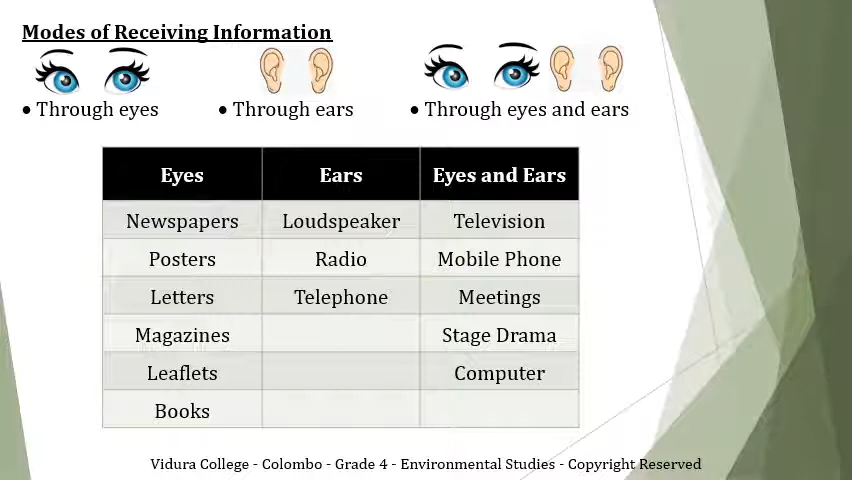 Modes of Receiving Information
• Through eyes • Through ears • Through eyes and ears
Eyes Ears Eyes and Ears
Newspapers Loudspeaker Television
Posters Radio Mobile Phone
Letters Telephone Meetings
Magazines Stage Drama
Leaflets Computer
Books
Vidura College - Colombo - Grade 4 - Environmental Studies - Copyright Reserved